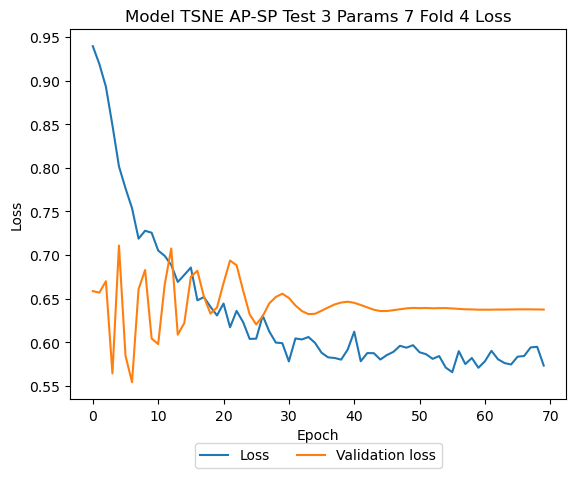 Model TSNE AP-SP Test 3 Params 7 Fold 4 Loss
0.95
0.90
0.85
0.80
0.75
0.70
0.65
0.60
0.55
Loss
0 10 20 30 40 50 60 70
Epoch
Loss Validation loss